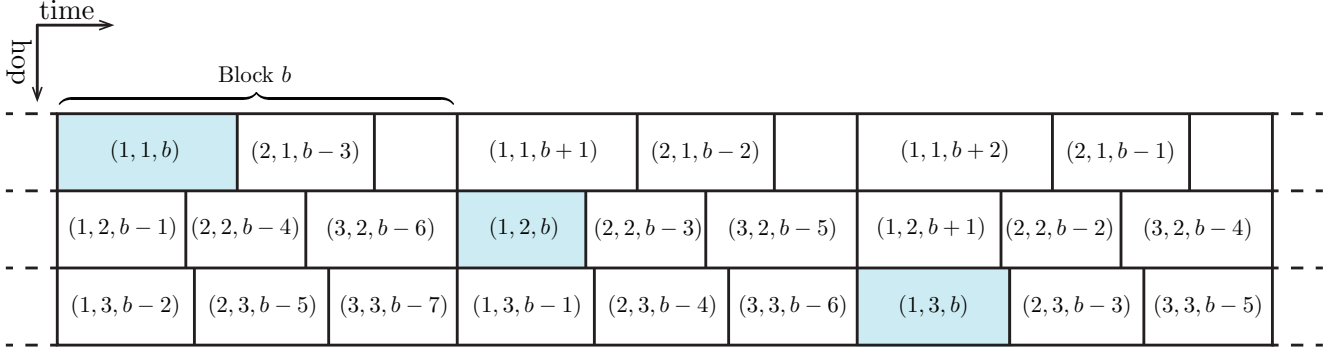 time
hop
Block b
(1, 1, b) (2, 1, b − 3) (1, 1, b + 1) (2, 1, b − 2) (1, 1, b + 2) (2, 1, b − 1)
(1, 2, b − 1) (2, 2, b − 4) (3, 2, b − 6) (1, 2, b) (2, 2, b − 3) (3, 2, b − 5) (1, 2, b + 1) (2, 2, b − 2) (3, 2, b − 4)
(1, 3, b − 2) (2, 3, b − 5) (3, 3, b − 7) (1, 3, b − 1) (2, 3, b − 4) (3, 3, b − 6) (1, 3, b) (2, 3, b − 3) (3, 3, b − 5)